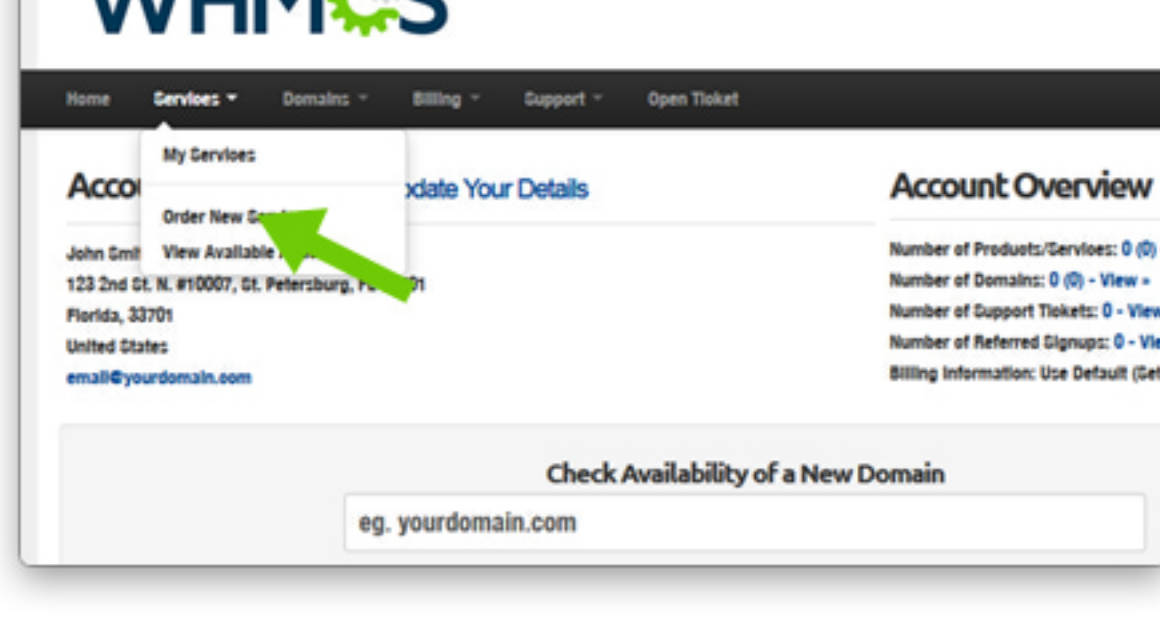 WHMCS
Home Services Domains Billing Support Open Ticket
My Services
Order New
View Available
Update Your Details
John
123 2nd St. N. #10007, St. Petersburg,
Florida, 33701
United States
email@yourdomain.com
Account Overview
Number of Products/Services: 0 (0)
Number of Domains: 0 (0) - View »
Number of Support Tickets: 0 - View
Number of Referred Signups: 0 -
Billing Information: Use Default
Check Availability of a New Domain
eg. yourdomain.com